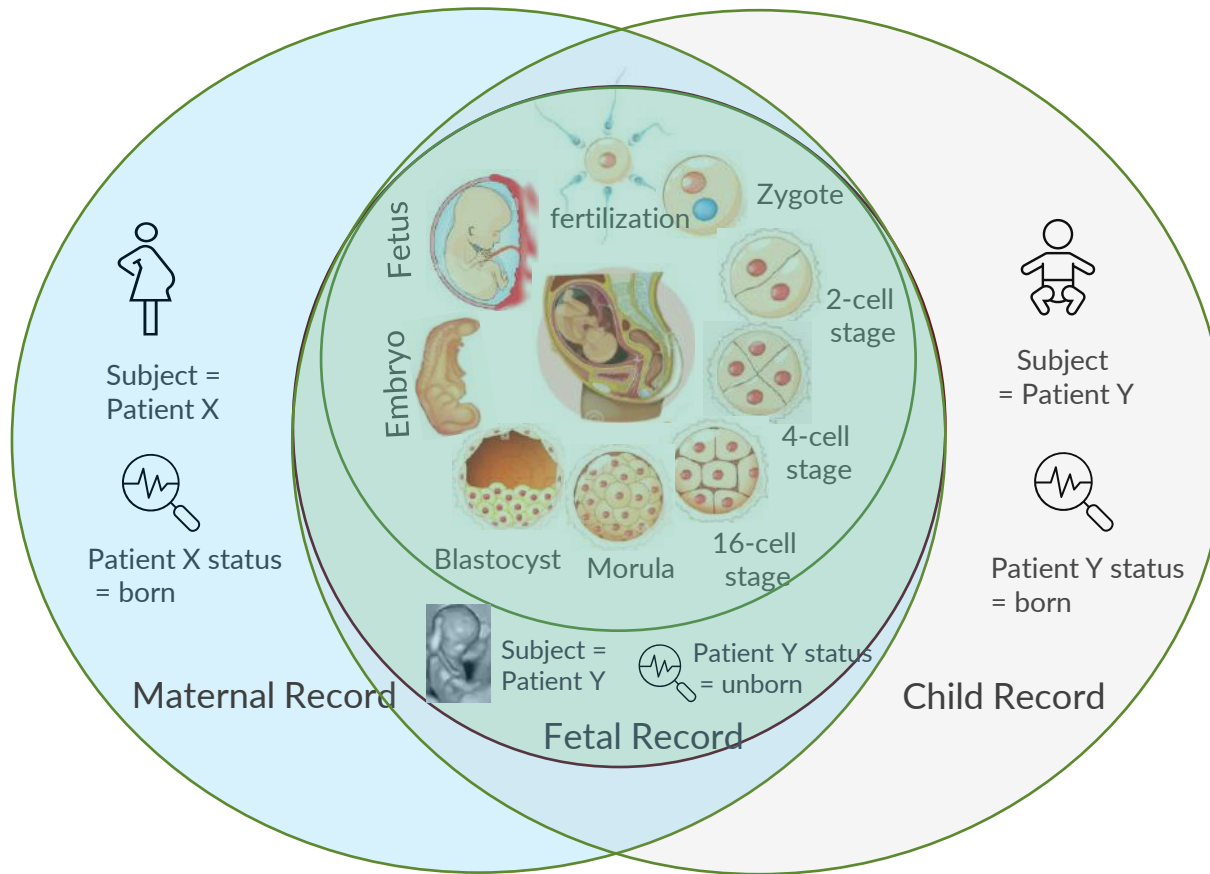 Fetus
fertilization
Zygote
2-cell
stage
Embryo
4-cell
stage
16-cell
stage
Morula
Blastocyst
Subject =
Patient X
Patient X status
= born
Maternal Record
Subject =
Patient Y
Patient Y status
= unborn
Fetal Record
Subject
= Patient Y
Patient Y status
= born
Child Record